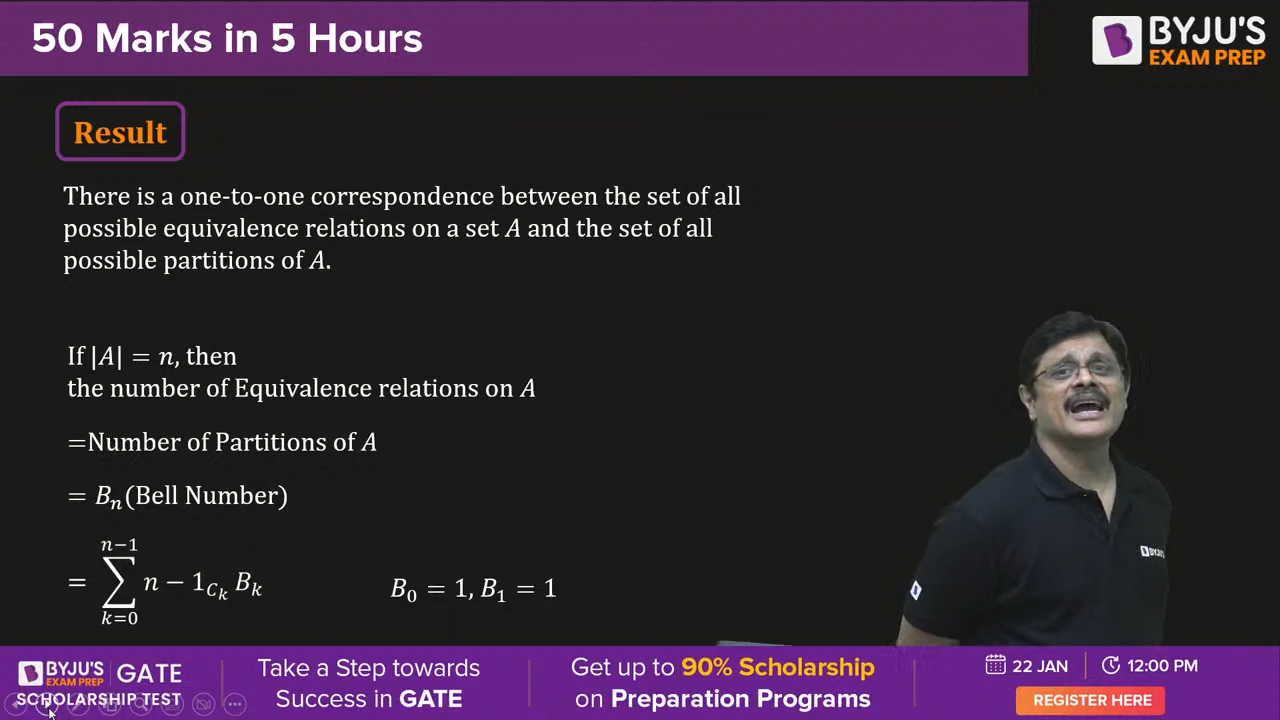 50 Marks in 5 Hours
BYJU'S
EXAM PREP
Result
There is a one-to-one correspondence between the set of all
possible equivalence relations on a set A and the set of all
possible partitions of A.
If |A| = n, then
the number of Equivalence relations on A
=Number of Partitions of A
= Bₙ(Bell Number)
= ∑_{k=0}^{n−1} n − 1_{C_k} B_k    B₀ = 1, B₁ = 1
BYJU'S
BYJU'S
EXAM PREP
GATE
SCHOLARSHIP TEST
Take a Step towards
Success in GATE
Get up to 90% Scholarship
on Preparation Programs
22 JAN
12:00 PM
REGISTER HERE